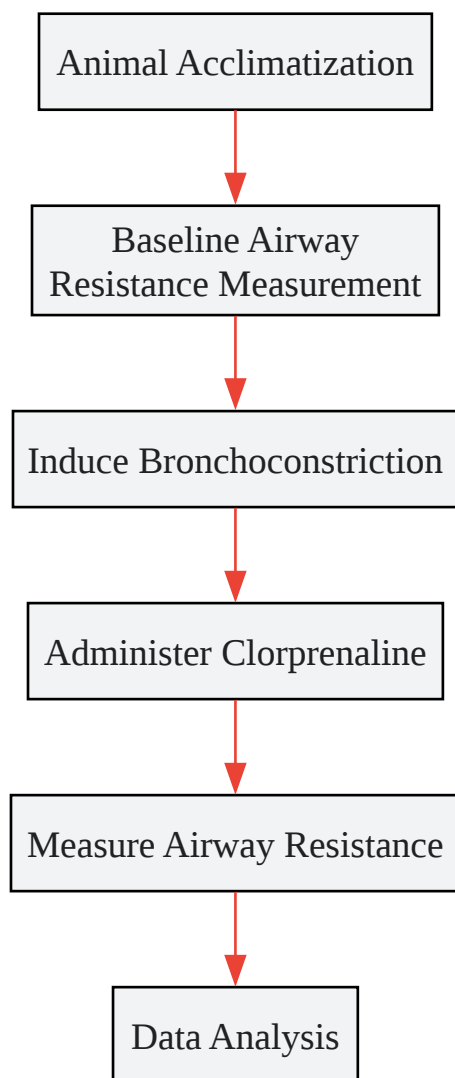 Animal Acclimatization
Baseline Airway
Resistance Measurement
Induce Bronchoconstriction
Administer Clorprenaline
Measure Airway Resistance
Data Analysis